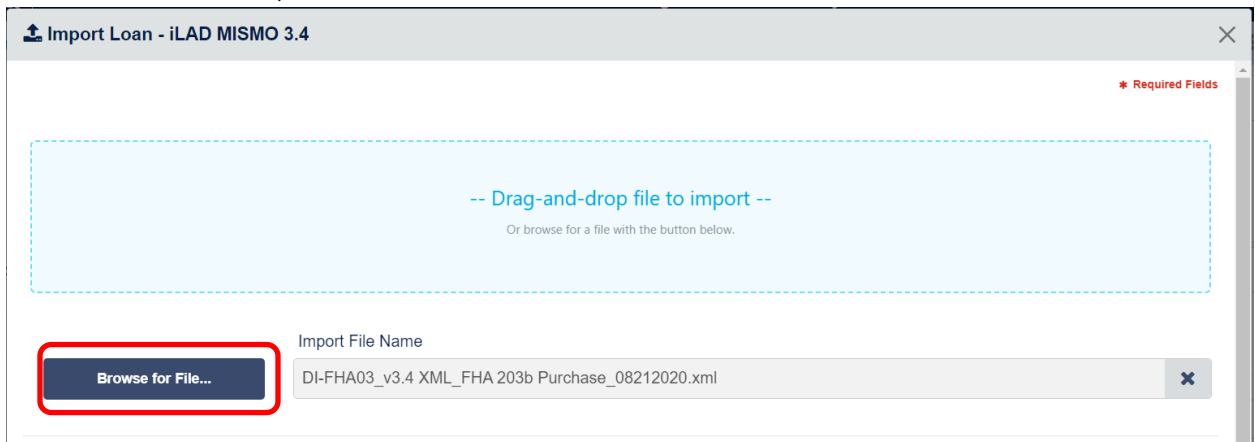 Import Loan - iLAD MISMO 3.4
* Required Fields
-- Drag-and-drop file to import --
Or browse for a file with the button below.
Import File Name
Browse for File...
DI-FHA03_v3.4 XML_FHA 203b Purchase_08212020.xml